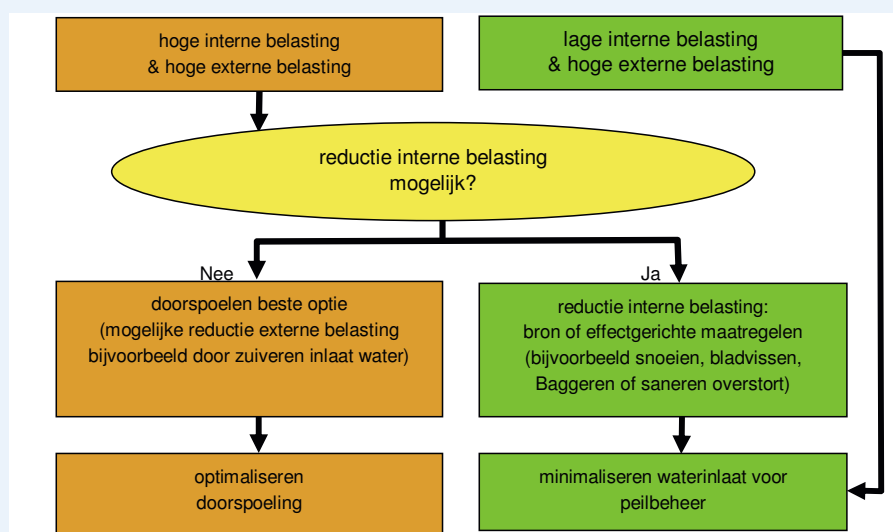 hoge interne belasting
& hoge externe belasting
lage interne belasting
& hoge externe belasting
reductie interne belasting
mogelijk?
Nee
Ja
doorspoelen beste optie
(mogelijke reductie externe belasting
bijvoorbeeld door zuiveren inlaat water)
reductie interne belasting:
bron of effectgerichte maatregelen
(bijvoorbeeld snoeien, bladvissen,
Baggeren of saneren overstort)
optimaliseren
doorspoeling
minimaliseren waterinlaat voor
peilbeheer